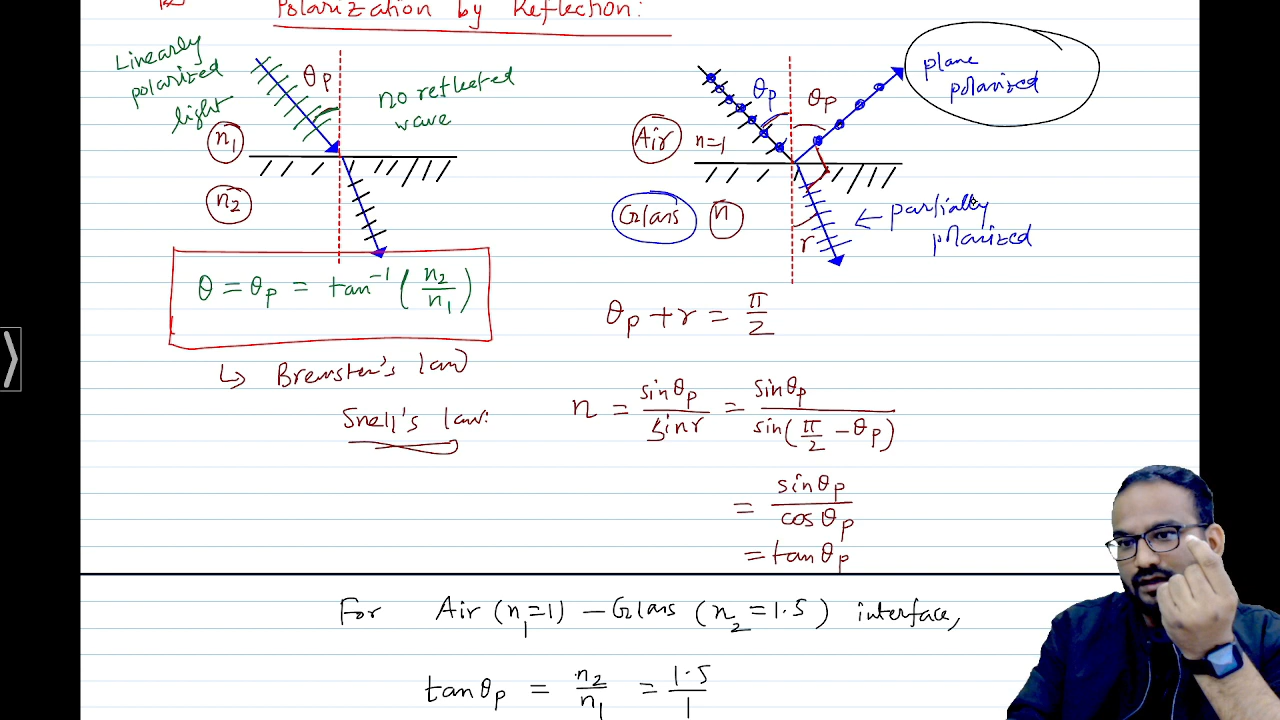 Polarization by Reflection:
Linearly
polarized
light
θp
no reflected
wave
n1
n2
θ = θp = tan⁻¹ ( n2 / n1 )
↳ Brewster's law
Snell's law:
θp
θp
plane
polarized
Air n=1
Glass n
r
← partially
polarized
θp + r = π/2
n = sinθp / sinr = sinθp / sin(π/2 - θp)
= sinθp / cosθp
= tanθp
For Air (n1=1) - Glass (n2=1.5) interface,
tanθp = n2/n1 = 1.5/1